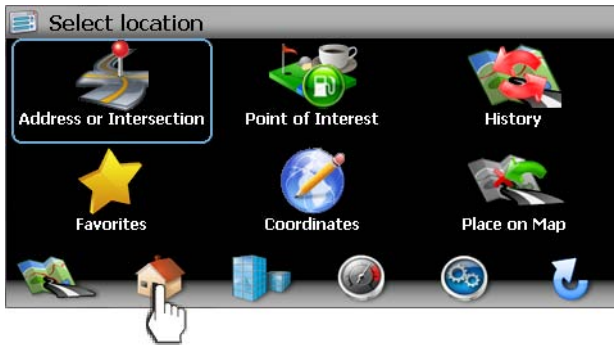 Select location
Address or Intersection
Point of Interest
History
Favorites
Coordinates
Place on Map